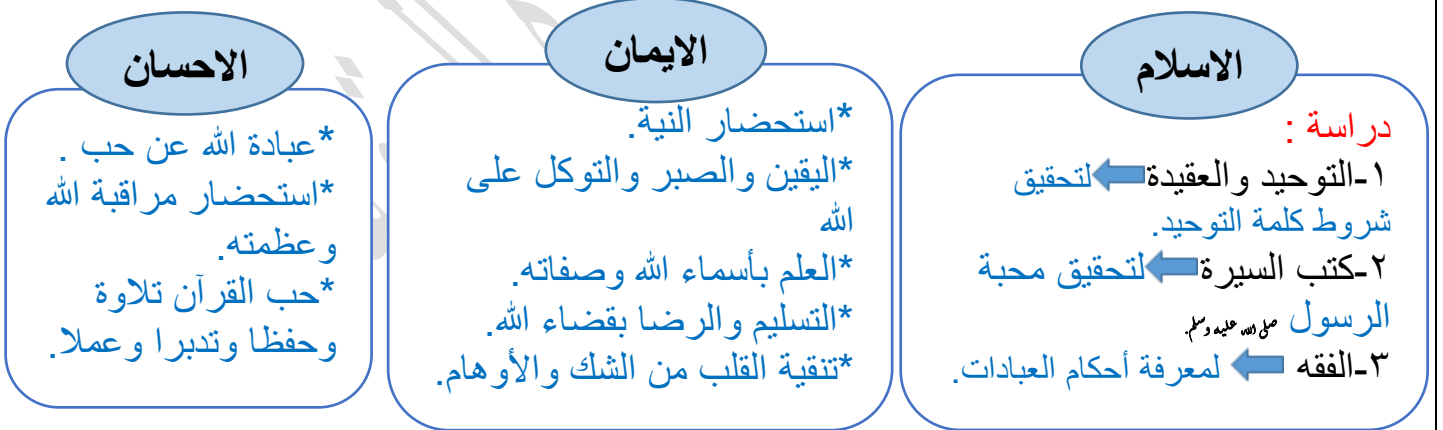 الاسلام
دراسة :
١-التوحيد والعقيدة لتحقيق
شروط كلمة التوحيد.
٢-كتب السيرة لتحقيق محبة
الرسول صلى الله عليه وسلم.
٣-الفقه لمعرفة أحكام العبادات.
الايمان
*استحضار النية.
*اليقين والصبر والتوكل على
الله
*العلم بأسماء الله وصفاته.
*التسليم والرضا بقضاء الله.
*تنقية القلب من الشك والأوهام.
الاحسان
*عبادة الله عن حب .
*استحضار مراقبة الله
وعظمته.
*حب القرآن تلاوة
وحفظا وتدبرا وعملا.